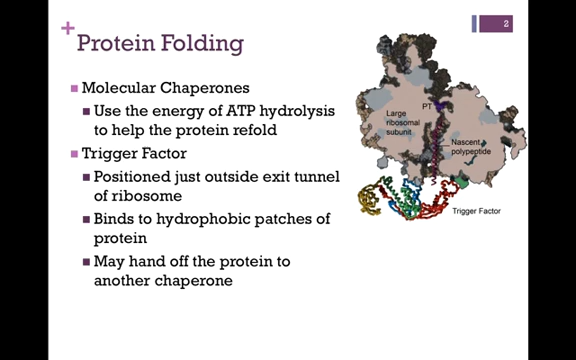 2
+
Protein Folding
Molecular Chaperones
Use the energy of ATP hydrolysis
to help the protein refold
Trigger Factor
Positioned just outside exit tunnel
of ribosome
Binds to hydrophobic patches of
protein
May hand off the protein to
another chaperone
PT
Large
ribosomal
subunit
Nascent
polypeptide
Trigger Factor